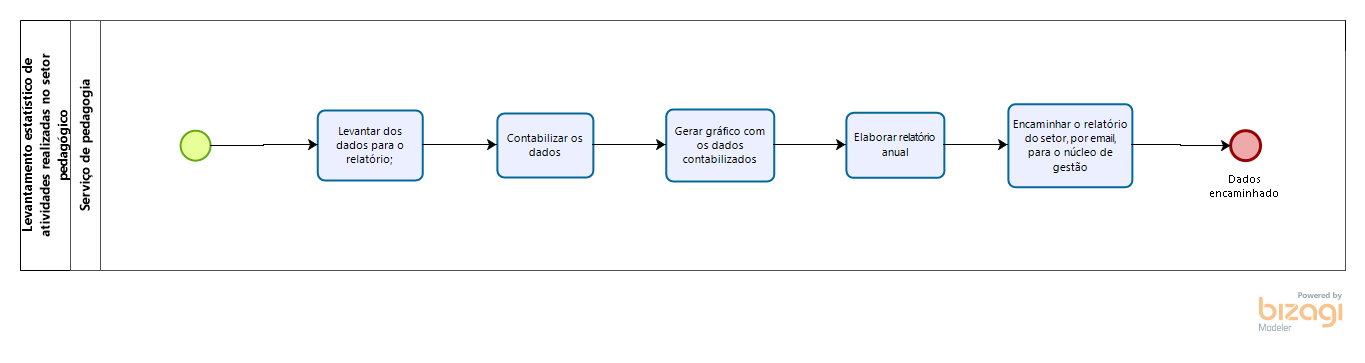 Levantamento estatístico de
atividades realizadas no setor
pedagógico
Serviço de pedagogia
Levantar dos
dados para o
relatório;
Contabilizar os
dados
Gerar gráfico com
os dados
contabilizados
Elaborar relatório
anual
Encaminhar o relatório
do setor, por email,
para o núcleo de
gestão
Dados
encaminhado
Powered by
bizagi
Modeler